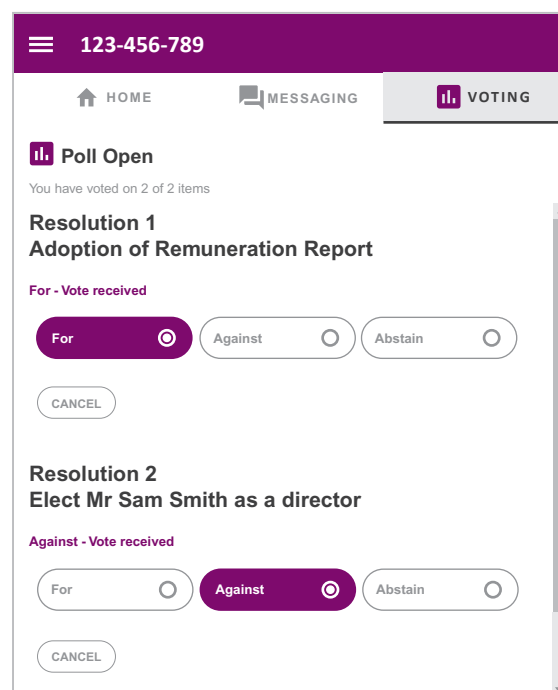 123-456-789
HOME
MESSAGING
VOTING
Poll Open
You have voted on 2 of 2 items
Resolution 1
Adoption of Remuneration Report
For - Vote received
For Against Abstain
CANCEL
Resolution 2
Elect Mr Sam Smith as a director
Against - Vote received
For Against Abstain
CANCEL